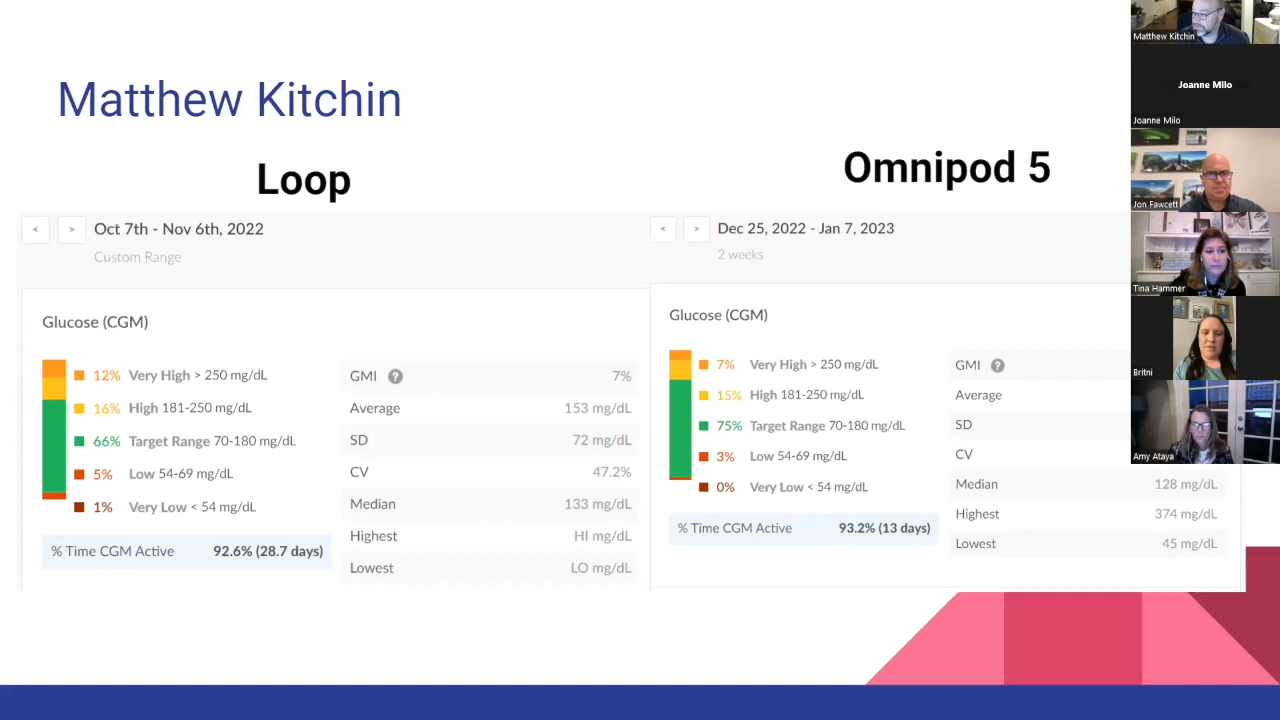 Matthew Kitchin
Loop
< > Oct 7th - Nov 6th, 2022
Custom Range
Glucose (CGM)
12% Very High > 250 mg/dL
16% High 181-250 mg/dL
66% Target Range 70-180 mg/dL
5% Low 54-69 mg/dL
1% Very Low < 54 mg/dL
% Time CGM Active 92.6% (28.7 days)
GMI ? 7%
Average 153 mg/dL
SD 72 mg/dL
CV 47.2%
Median 133 mg/dL
Highest HI mg/dL
Lowest LO mg/dL
Omnipod 5
< > Dec 25, 2022 - Jan 7, 2023
2 weeks
Glucose (CGM)
7% Very High > 250 mg/dL
15% High 181-250 mg/dL
75% Target Range 70-180 mg/dL
3% Low 54-69 mg/dL
0% Very Low < 54 mg/dL
% Time CGM Active 93.2% (13 days)
GMI ?
Average
SD
CV
Median 128 mg/dL
Highest 374 mg/dL
Lowest 45 mg/dL
Matthew Kitchin
Joanne Milo
Joanne Milo
Jon Fawcett
Tina Hammer
Britni
Amy Ataya